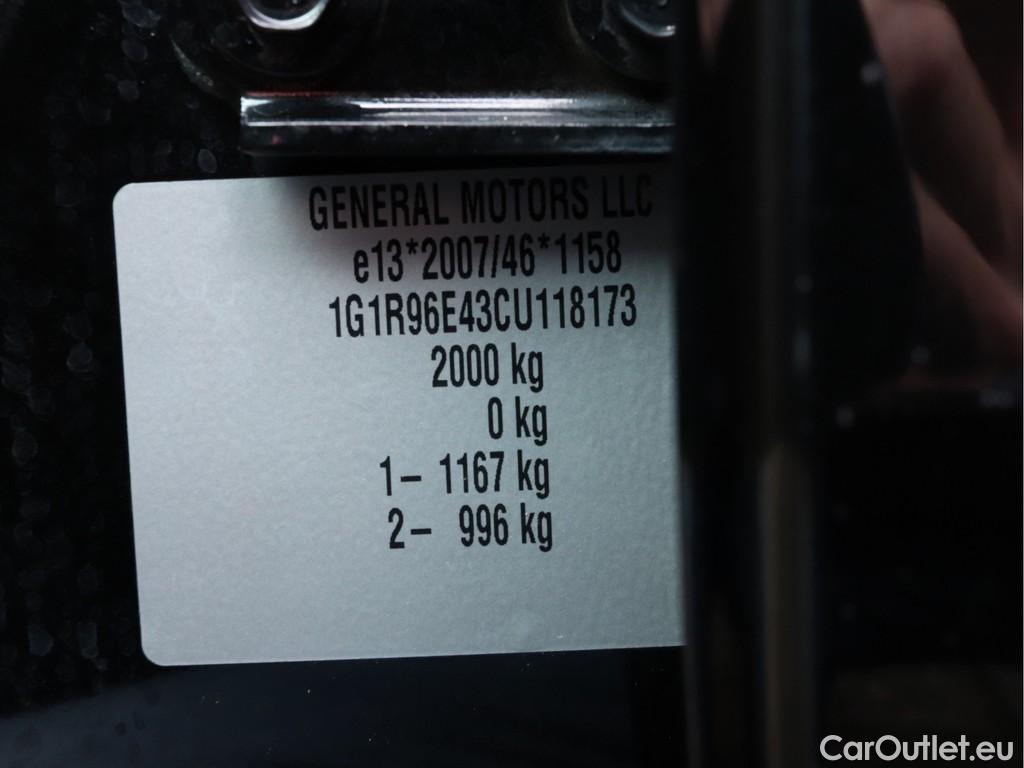 GENERAL MOTORS LLC
e13*2007/46*1158
1G1R96E43CU118173
2000 kg
0 kg
1– 1167 kg
2– 996 kg
CarOutlet.eu